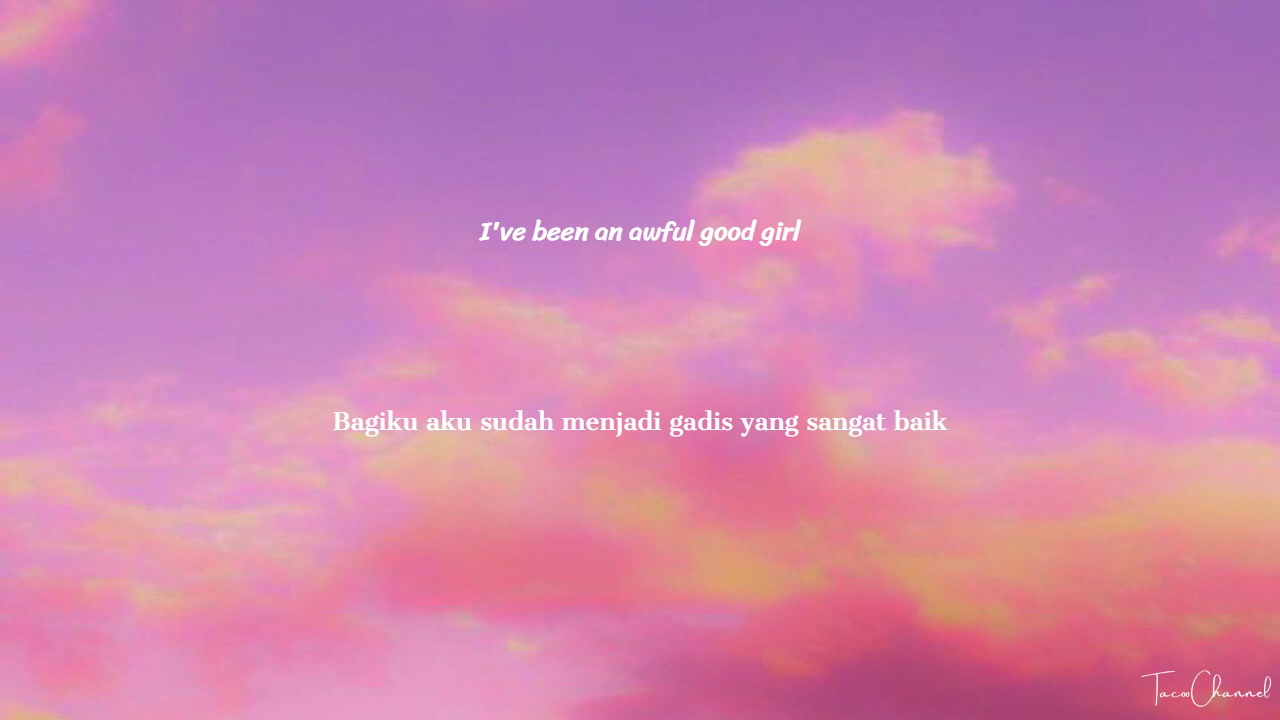 I've been an awful good girl
Bagiku aku sudah menjadi gadis yang sangat baik
TacooChannel